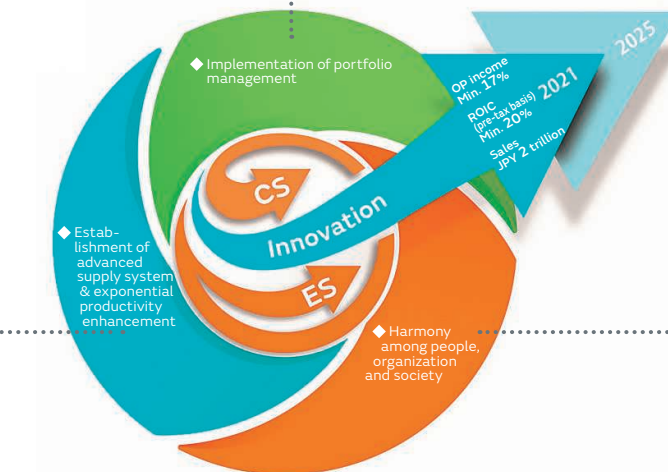 ◆ Implementation of portfolio
management
OP income
Min. 17%
ROIC
(pre-tax basis)
Min. 20%
Sales
JPY 2 trillion
2021
2025
CS
Innovation
ES
◆ Estab-
lishment of
advanced
supply system
& exponential
productivity
enhancement
◆ Harmony
among people,
organization
and society